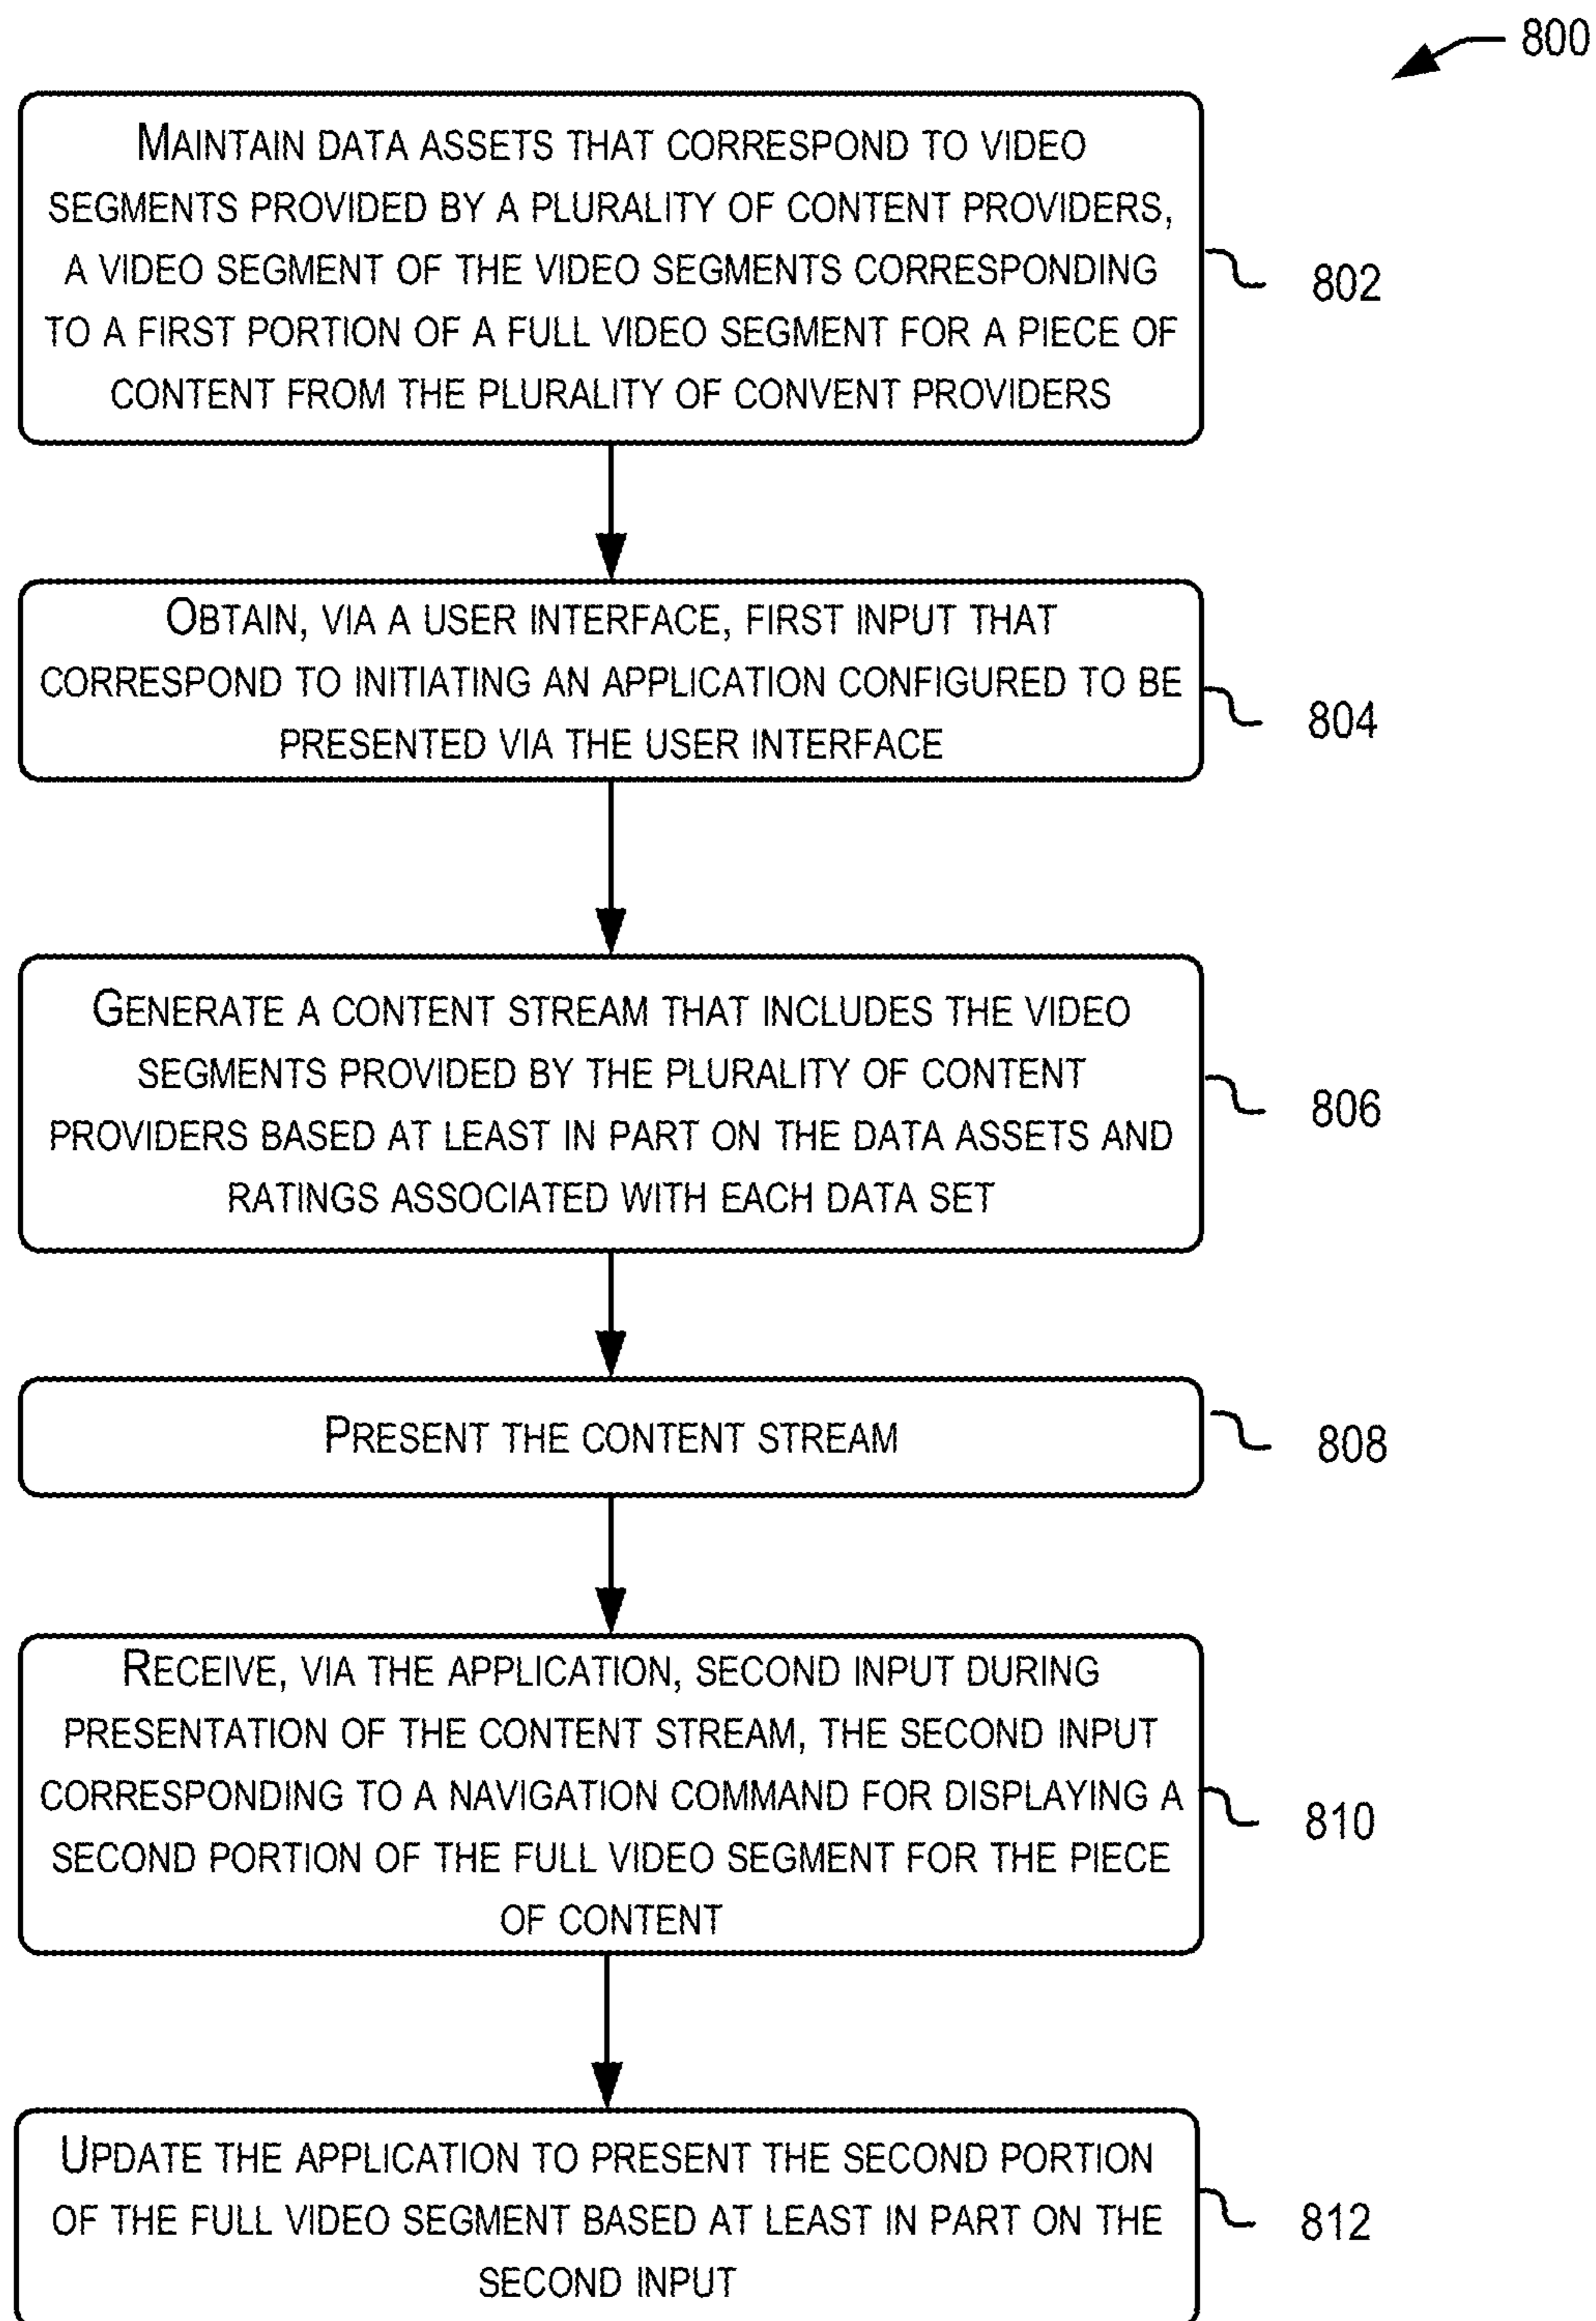 800
MAINTAIN DATA ASSETS THAT CORRESPOND TO VIDEO
SEGMENTS PROVIDED BY A PLURALITY OF CONTENT PROVIDERS,
A VIDEO SEGMENT OF THE VIDEO SEGMENTS CORRESPONDING
TO A FIRST PORTION OF A FULL VIDEO SEGMENT FOR A PIECE OF
CONTENT FROM THE PLURALITY OF CONVENT PROVIDERS
802
OBTAIN, VIA A USER INTERFACE, FIRST INPUT THAT
CORRESPOND TO INITIATING AN APPLICATION CONFIGURED TO BE
PRESENTED VIA THE USER INTERFACE
804
GENERATE A CONTENT STREAM THAT INCLUDES THE VIDEO
SEGMENTS PROVIDED BY THE PLURALITY OF CONTENT
PROVIDERS BASED AT LEAST IN PART ON THE DATA ASSETS AND
RATINGS ASSOCIATED WITH EACH DATA SET
806
PRESENT THE CONTENT STREAM
808
RECEIVE, VIA THE APPLICATION, SECOND INPUT DURING
PRESENTATION OF THE CONTENT STREAM, THE SECOND INPUT
CORRESPONDING TO A NAVIGATION COMMAND FOR DISPLAYING A
SECOND PORTION OF THE FULL VIDEO SEGMENT FOR THE PIECE
OF CONTENT
810
UPDATE THE APPLICATION TO PRESENT THE SECOND PORTION
OF THE FULL VIDEO SEGMENT BASED AT LEAST IN PART ON THE
SECOND INPUT
812